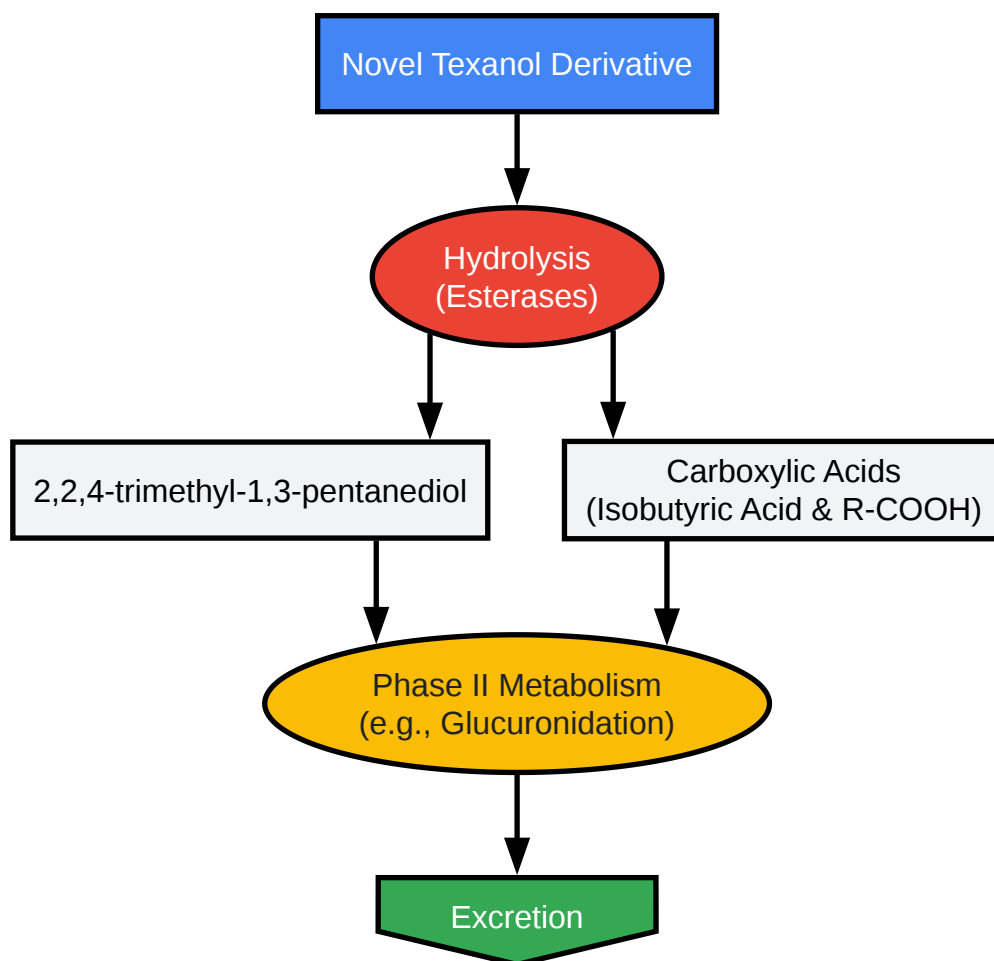 Novel Texanol Derivative
Hydrolysis
(Esterases)
2,2,4-trimethyl-1,3-pentanediol
Carboxylic Acids
(Isobutyric Acid & R-COOH)
Phase II Metabolism
(e.g., Glucuronidation)
Excretion